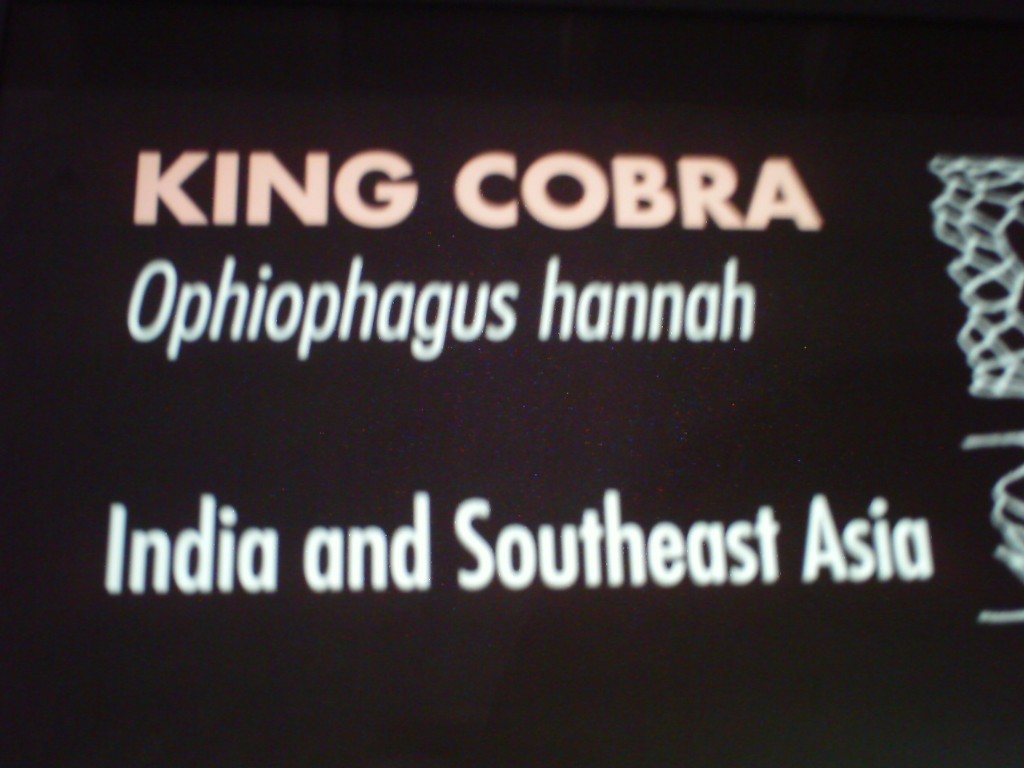 KING COBRA
Ophiophagus hannah
India and Southeast Asia